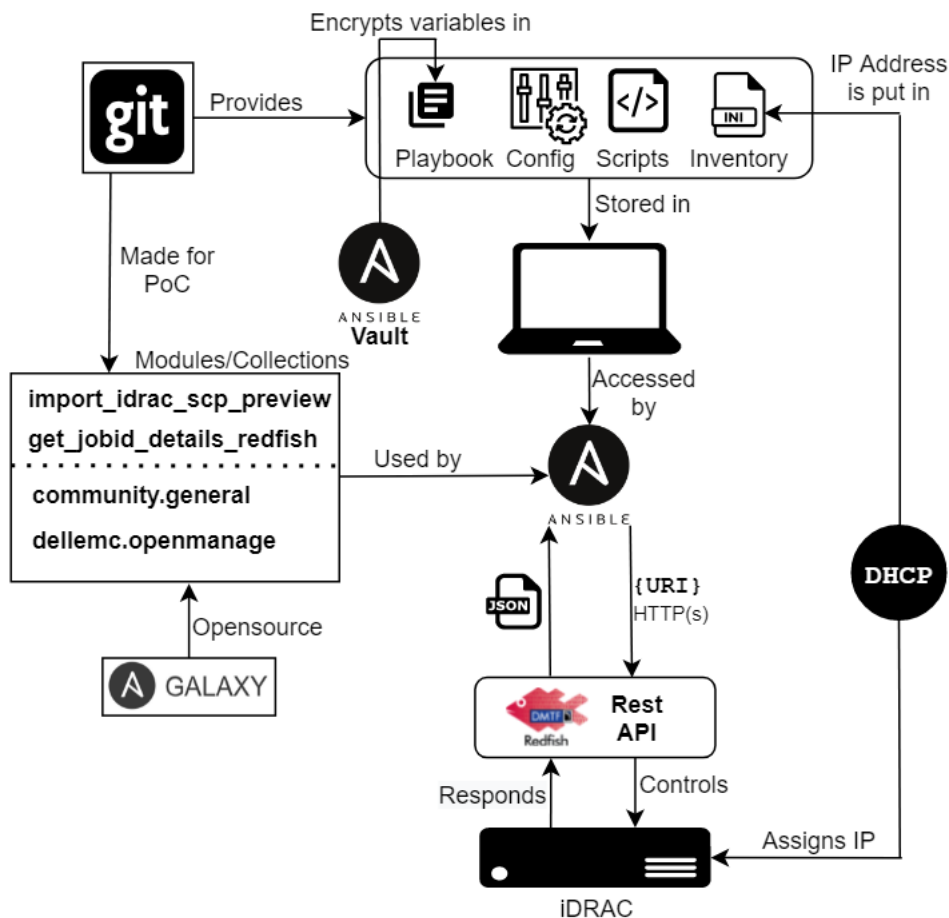 Encrypts variables in
git
Provides
Playbook
Config
Scripts
INI
Inventory
IP Address
is put in
Stored in
Made for
PoC
ANSIBLE
Vault
Modules/Collections
import_idrac_scp_preview
get_jobid_details_redfish
community.general
dellemc.openmanage
Accessed
by
Used by
ANSIBLE
JSON
{URI}
HTTP(s)
DHCP
Opensource
GALAXY
DMTF
Redfish
Rest
API
Responds
Controls
Assigns IP
iDRAC